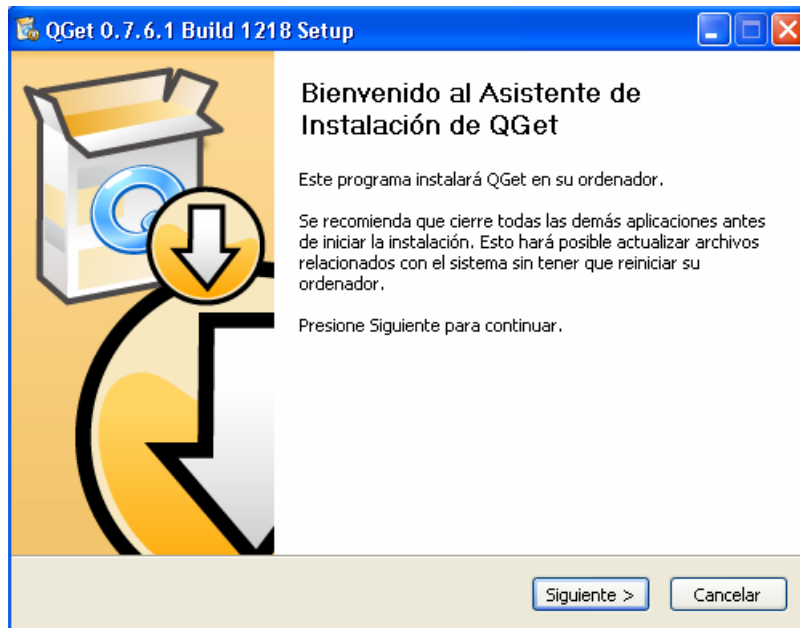 QGet 0.7.6.1 Build 1218 Setup
Bienvenido al Asistente de
Instalación de QGet
Este programa instalará QGet en su ordenador.
Se recomienda que cierre todas las demás aplicaciones antes
de iniciar la instalación. Esto hará posible actualizar archivos
relacionados con el sistema sin tener que reiniciar su
ordenador.
Presione Siguiente para continuar.
Siguiente >
Cancelar